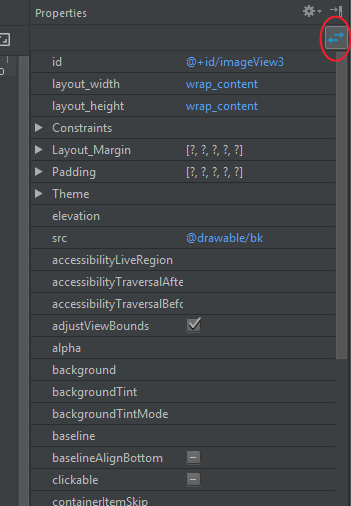 Properties
id @+id/imageView3
layout_width wrap_content
layout_height wrap_content
Constraints
Layout_Margin [?, ?, ?, ?, ?]
Padding [?, ?, ?, ?, ?]
Theme
elevation
src @drawable/bk
accessibilityLiveRegion
accessibilityTraversalAfte
accessibilityTraversalBefo
adjustViewBounds
alpha
background
backgroundTint
backgroundTintMode
baseline
baselineAlignBottom
clickable
containerItemSkip